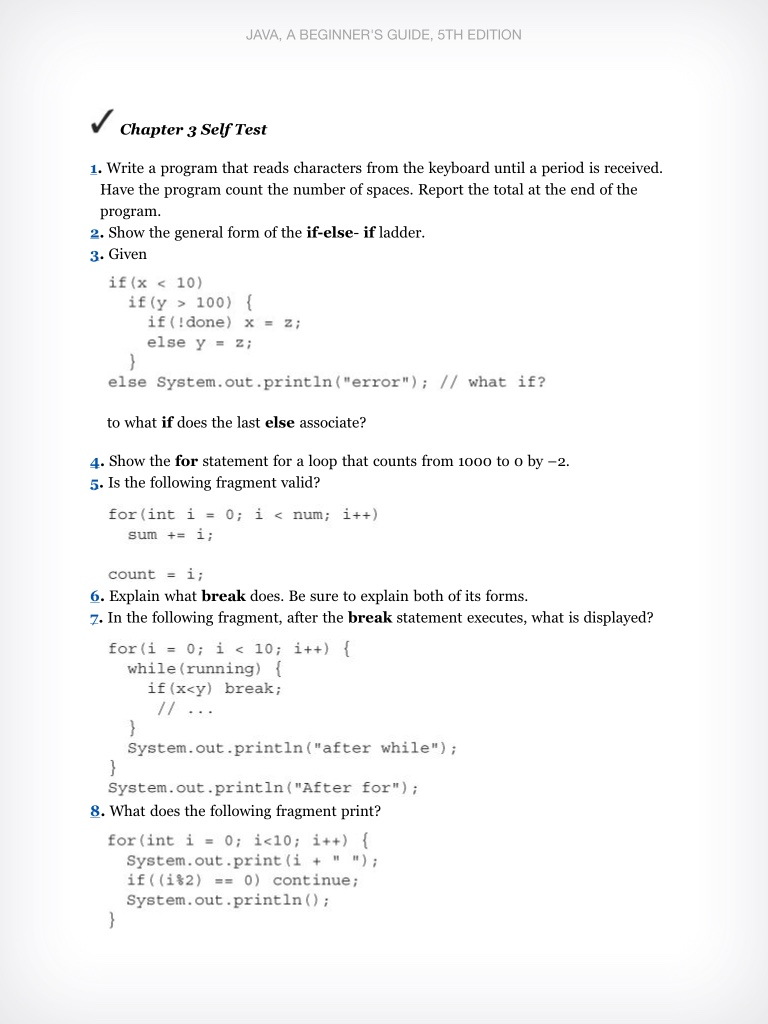 JAVA, A BEGINNER'S GUIDE, 5TH EDITION
✓ Chapter 3 Self Test
1. Write a program that reads characters from the keyboard until a period is received.
Have the program count the number of spaces. Report the total at the end of the
program.
2. Show the general form of the if-else- if ladder.
3. Given
if(x < 10)
  if(y > 100) {
    if(!done) x = z;
    else y = z;
  }
else System.out.println("error"); // what if?
to what if does the last else associate?
4. Show the for statement for a loop that counts from 1000 to 0 by –2.
5. Is the following fragment valid?
for(int i = 0; i < num; i++)
  sum += i;
count = i;
6. Explain what break does. Be sure to explain both of its forms.
7. In the following fragment, after the break statement executes, what is displayed?
for(i = 0; i < 10; i++) {
  while(running) {
    if(x<y) break;
     // ...
  }
  System.out.println("after while");
}
System.out.println("After for");
8. What does the following fragment print?
for(int i = 0; i<10; i++) {
  System.out.print(i + " ");
  if((i%2) == 0) continue;
  System.out.println();
}